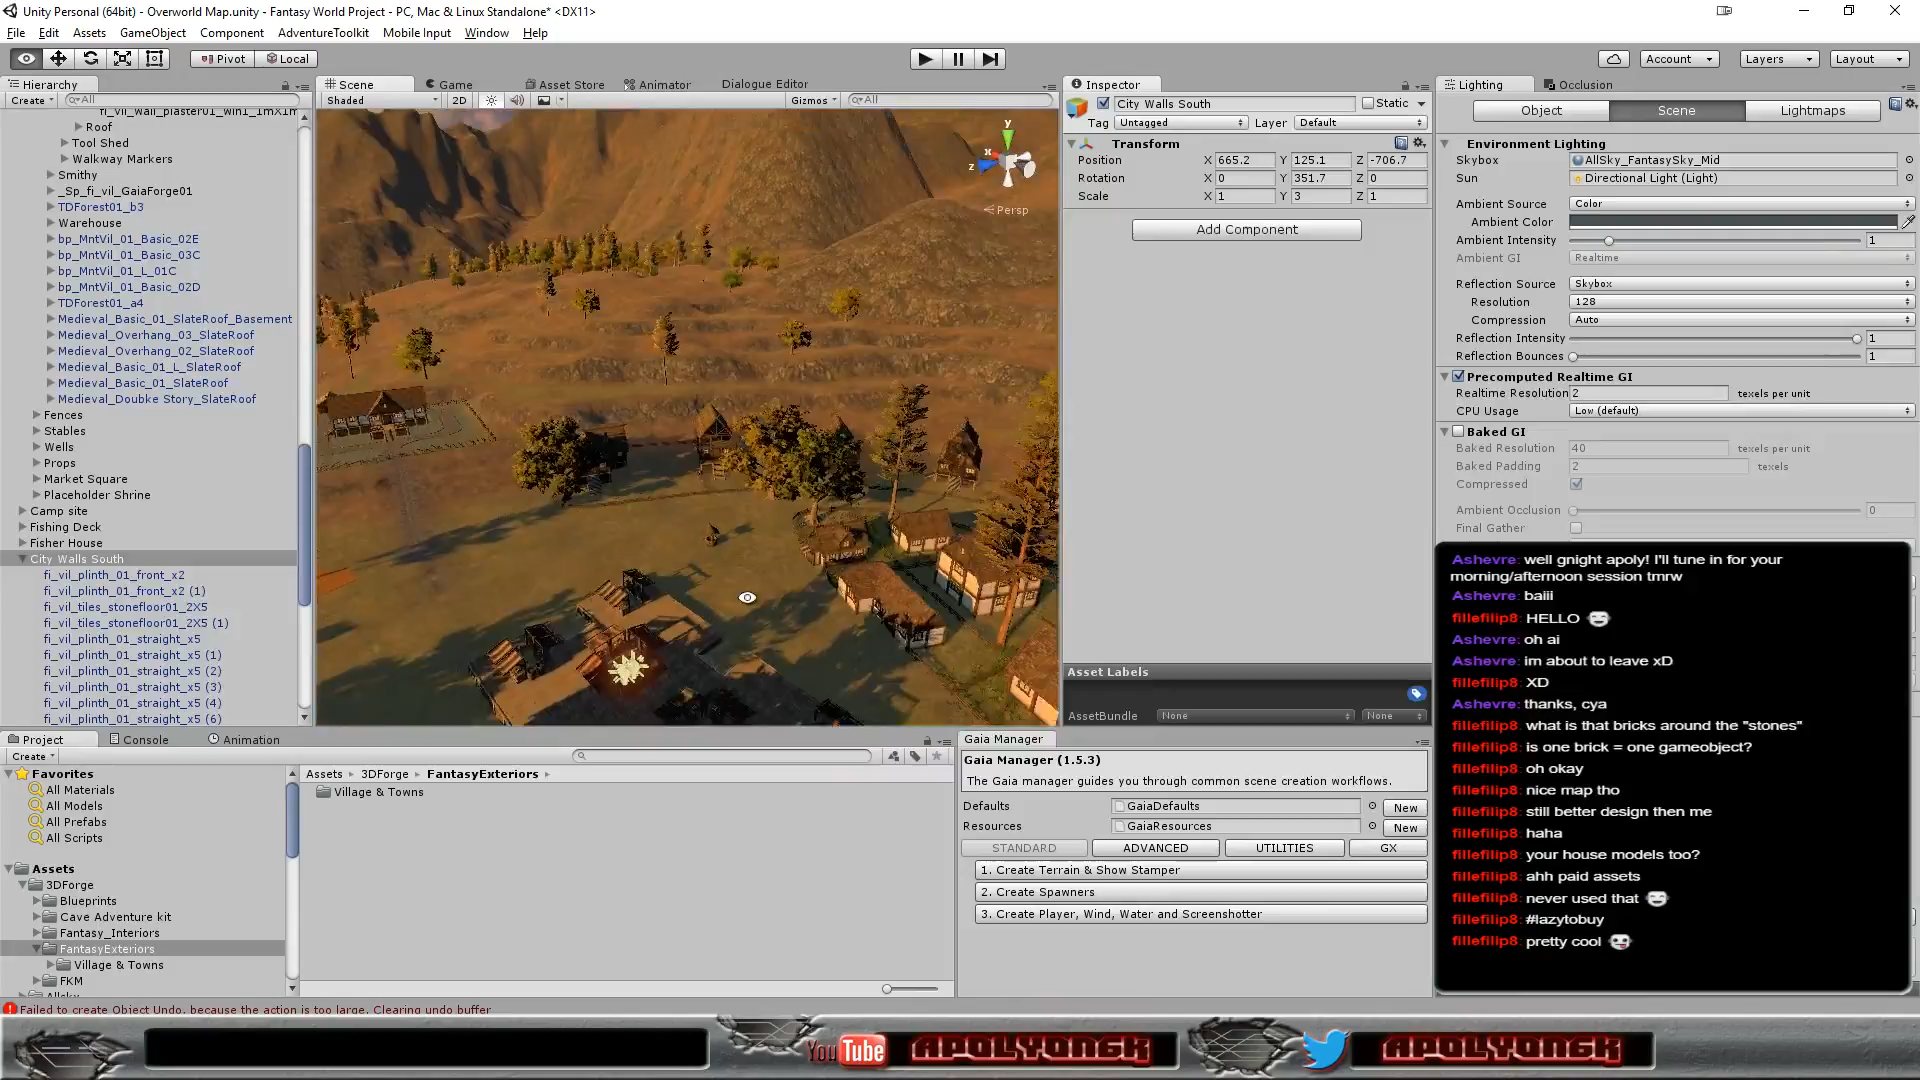 Unity Personal (64bit) - Overworld Map.unity - Fantasy World Project - PC, Mac & Linux Standalone* <DX11>
File Edit Assets GameObject Component AdventureToolkit Mobile Input Window Help
Pivot Local Account Layers Layout
Hierarchy
Create All
fi_vil_Wall_plaster01_win1_1mX1m
Roof
Tool Shed
Walkway Markers
Smithy
_Sp_fi_vil_GaiaForge01
TDForest01_b3
Warehouse
bp_MntVil_01_Basic_02E
bp_MntVil_01_Basic_03C
bp_MntVil_01_L_01C
bp_MntVil_01_Basic_02D
TDForest01_a4
Medieval_Basic_01_SlateRoof_Basement
Medieval_Overhang_03_SlateRoof
Medieval_Overhang_02_SlateRoof
Medieval_Basic_01_L_SlateRoof
Medieval_Basic_01_SlateRoof
Medieval_Doubke Story_SlateRoof
Fences
Stables
Wells
Props
Market Square
Placeholder Shrine
Camp site
Fishing Deck
Fisher House
City Walls South
fi_vil_plinth_01_front_x2
fi_vil_plinth_01_front_x2 (1)
fi_vil_tiles_stonefloor01_2X5
fi_vil_tiles_stonefloor01_2X5 (1)
fi_vil_plinth_01_straight_x5
fi_vil_plinth_01_straight_x5 (1)
fi_vil_plinth_01_straight_x5 (2)
fi_vil_plinth_01_straight_x5 (3)
fi_vil_plinth_01_straight_x5 (4)
fi_vil_plinth_01_straight_x5 (6)
Scene Game Asset Store Animator Dialogue Editor
Shaded 2D Gizmos All
y
x
z
Persp
Inspector
City Walls South Static
Tag Untagged Layer Default
Transform
Position X 665.2 Y 125.1 Z -706.7
Rotation X 0 Y 351.7 Z 0
Scale X 1 Y 3 Z 1
Add Component
Asset Labels
AssetBundle None None
Lighting Occlusion
Object Scene Lightmaps
Environment Lighting
Skybox AllSky_FantasySky_Mid
Sun Directional Light (Light)
Ambient Source Color
Ambient Color
Ambient Intensity 1
Ambient GI Realtime
Reflection Source Skybox
Resolution 128
Compression Auto
Reflection Intensity 1
Reflection Bounces 1
Precomputed Realtime GI
Realtime Resolution 2 texels per unit
CPU Usage Low (default)
Baked GI
Baked Resolution 40 texels per unit
Baked Padding 2 texels
Compressed
Ambient Occlusion 0
Final Gather
Ashevre: well gnight apoly! I'll tune in for your
morning/afternoon session tmrw
Ashevre: baiii
fillefilip8: HELLO
Ashevre: oh ai
Ashevre: im about to leave xD
fillefilip8: XD
Ashevre: thanks, cya
fillefilip8: what is that bricks around the "stones"
fillefilip8: is one brick = one gameobject?
fillefilip8: oh okay
fillefilip8: nice map tho
fillefilip8: still better design then me
fillefilip8: haha
fillefilip8: your house models too?
fillefilip8: ahh paid assets
fillefilip8: never used that
fillefilip8: #lazytobuy
fillefilip8: pretty cool
Project Console Animation
Create
Favorites
All Materials
All Models
All Prefabs
All Scripts
Assets
3DForge
Blueprints
Cave Adventure kit
Fantasy_Interiors
FantasyExteriors
Village & Towns
FKM
Allsky
Assets 3DForge FantasyExteriors
Village & Towns
Gaia Manager
Gaia Manager (1.5.3)
The Gaia manager guides you through common scene creation workflows.
Defaults GaiaDefaults New
Resources GaiaResources New
STANDARD ADVANCED UTILITIES GX
1. Create Terrain & Show Stamper
2. Create Spawners
3. Create Player, Wind, Water and Screenshotter
Failed to create Object Undo, because the action is too large. Clearing undo buffer
YouTube APOLYONGK APOLYONGK